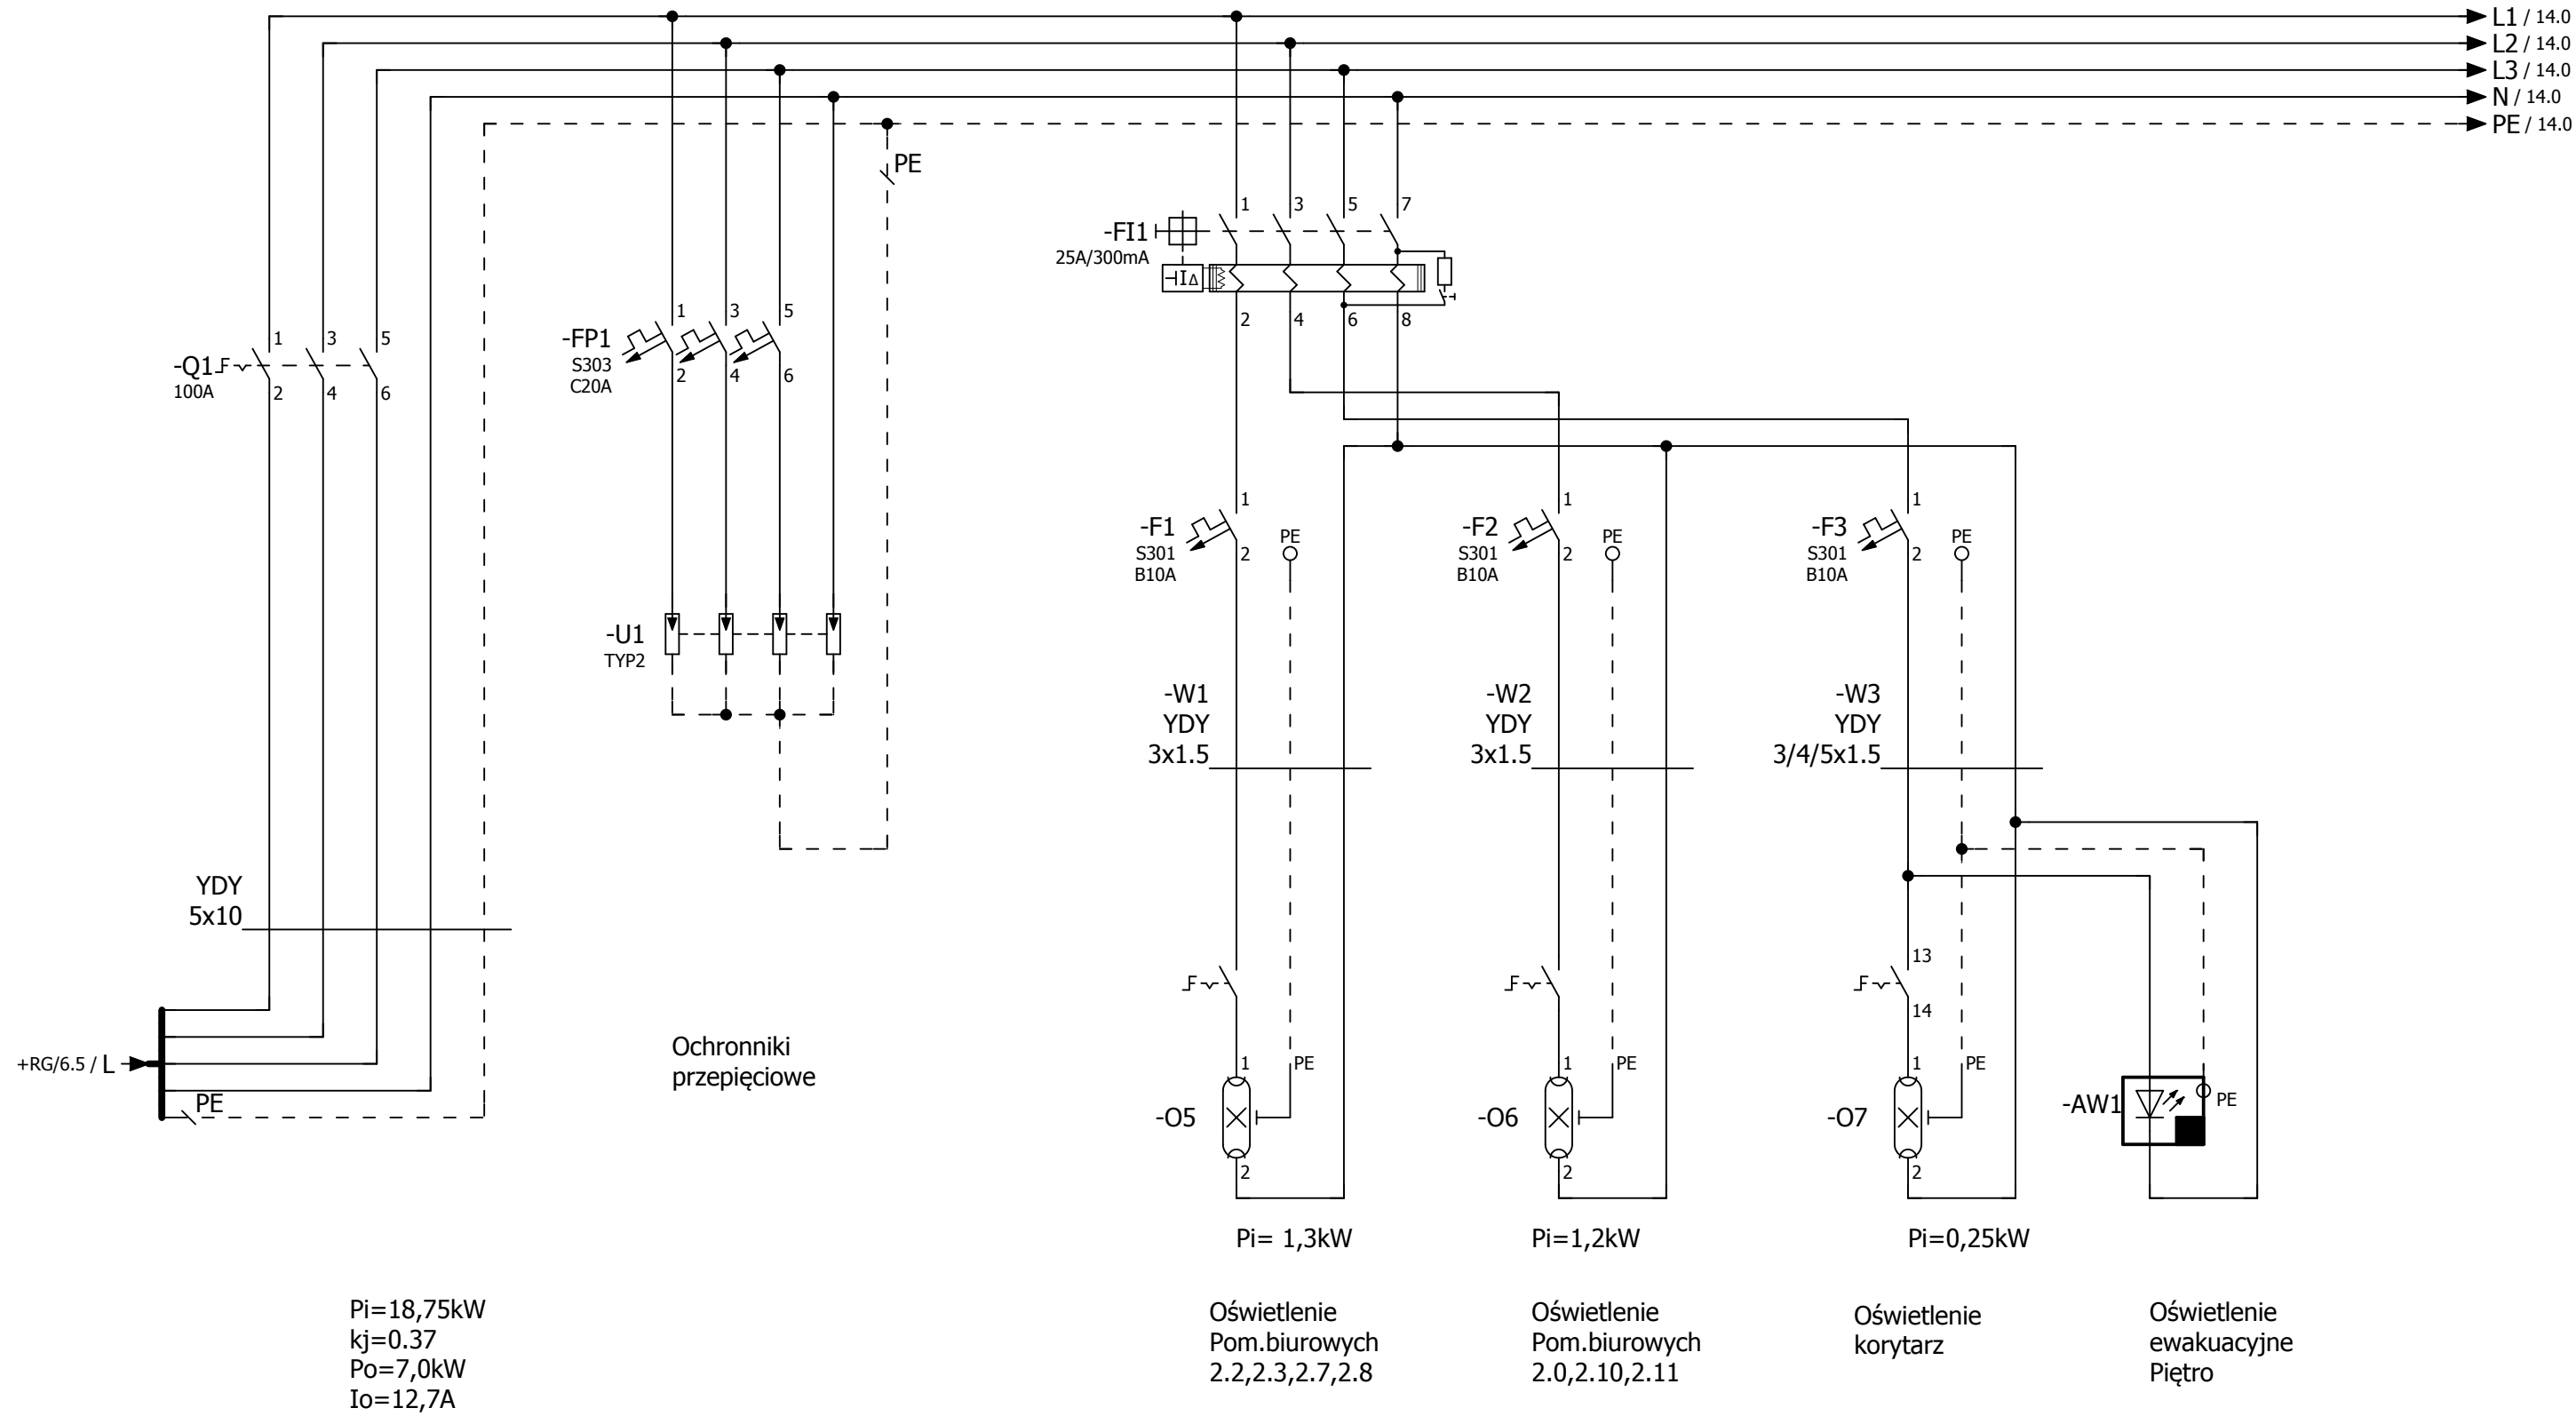 L1 / 14.0
L2 / 14.0
L3 / 14.0
N / 14.0
PE / 14.0
PE
1 3 5 7
-FI1
25A/300mA
I∆
2 4 6 8
1 3 5
-FP1
S303
C20A
2 4 6
1 3 5
-Q1
100A
2 4 6
1
-F1
S301
B10A
2
PE
1
-F2
S301
B10A
2
PE
1
-F3
S301
B10A
2
PE
-U1
TYP2
-W1
YDY
3x1.5
-W2
YDY
3x1.5
-W3
YDY
3/4/5x1.5
YDY
5x10
13
14
+RG/6.5 / L
PE
Ochronniki
przepięciowe
1
PE
-O5
2
1
PE
-O6
2
1
PE
-O7
2
-AW1
PE
Pi= 1,3kW
Pi=1,2kW
Pi=0,25kW
Pi=18,75kW
kj=0.37
Po=7,0kW
Io=12,7A
Oświetlenie
Pom.biurowych
2.2,2.3,2.7,2.8
Oświetlenie
Pom.biurowych
2.0,2.10,2.11
Oświetlenie
korytarz
Oświetlenie
ewakuacyjne
Piętro